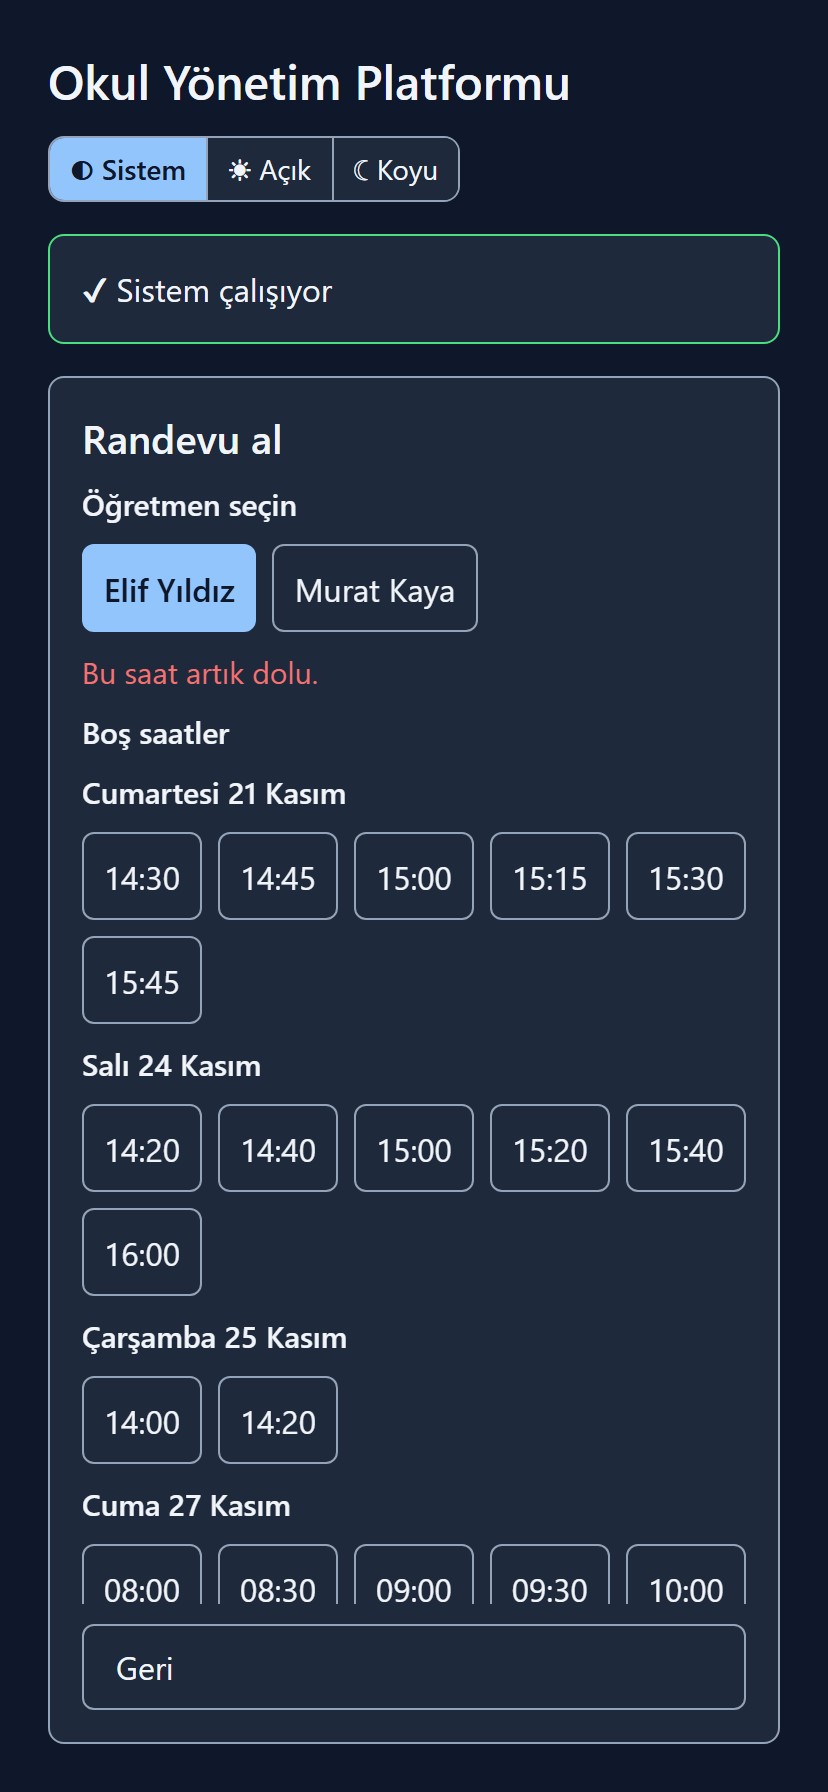 Okul Yönetim Platformu
◐ Sistem ☀ Açık ☾ Koyu
✓ Sistem çalışıyor
Randevu al
Öğretmen seçin
Elif Yıldız Murat Kaya
Bu saat artık dolu.
Boş saatler
Cumartesi 21 Kasım
14:30 14:45 15:00 15:15 15:30
15:45
Salı 24 Kasım
14:20 14:40 15:00 15:20 15:40
16:00
Çarşamba 25 Kasım
14:00 14:20
Cuma 27 Kasım
08:00 08:30 09:00 09:30 10:00
Geri